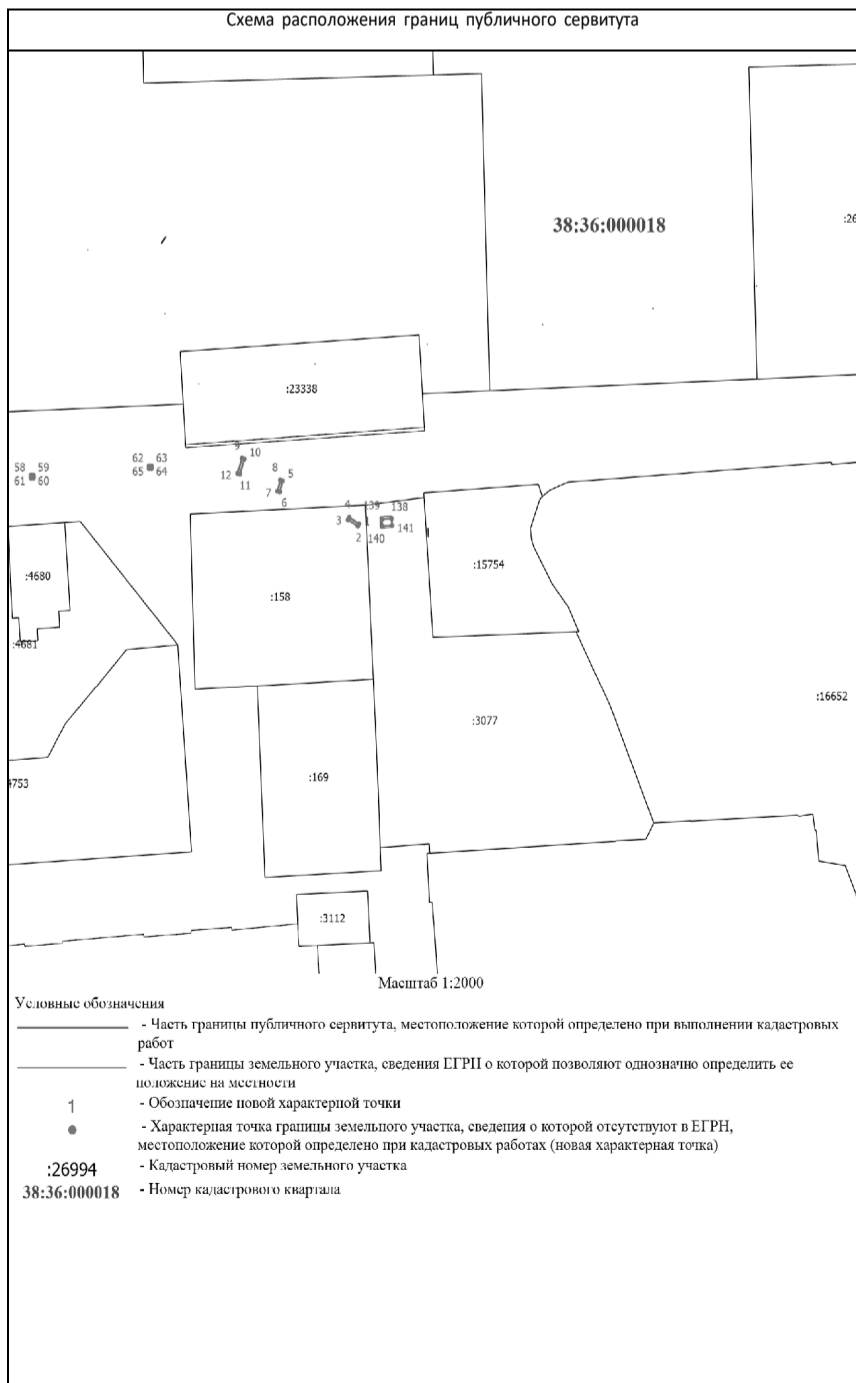 Схема расположения границ публичного сервитута
38:36:000018
:26
:23338
9
10
62 63
8
58 59
12
5
65 64
61 60
11
7
6
4 139 138
3
1
141
2 140
:15754
:4680
:158
:4681
:16652
:3077
:169
4753
:3112
Масштаб 1:2000
Условные обозначения
- Часть границы публичного сервитута, местоположение которой определено при выполнении кадастровых
работ
- Часть границы земельного участка, сведения ЕГРН о которой позволяют однозначно определить ее
положение на местности
1 - Обозначение новой характерной точки
- Характерная точка границы земельного участка, сведения о которой отсутствуют в ЕГРН,
местоположение которой определено при кадастровых работах (новая характерная точка)
:26994 - Кадастровый номер земельного участка
38:36:000018 - Номер кадастрового квартала